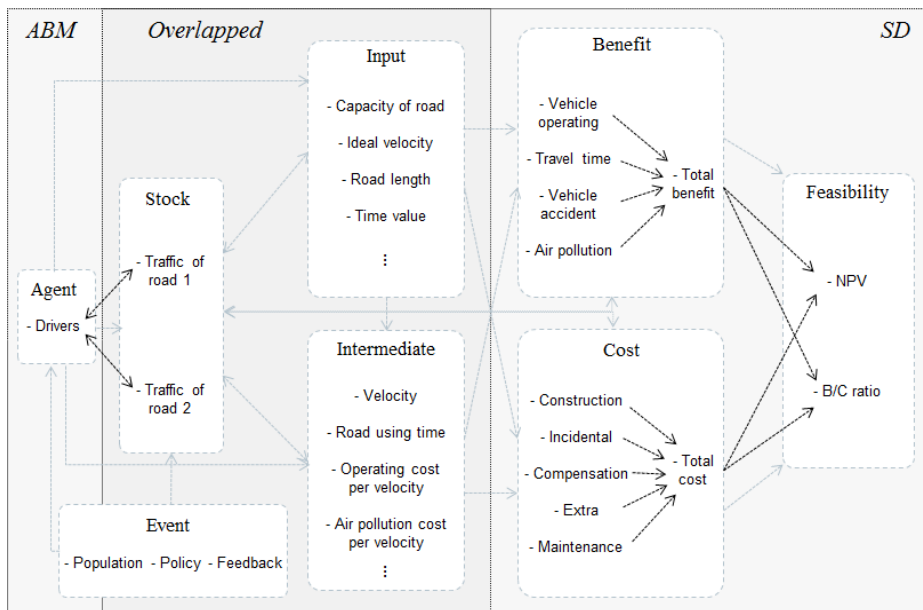 ABM
Overlapped
SD
Input
- Capacity of road
- Ideal velocity
- Road length
- Time value
⋮
Benefit
- Vehicle
operating
- Travel time
- Vehicle
accident
- Air pollution
- Total
benefit
Stock
- Traffic of
road 1
- Traffic of
road 2
Agent
- Drivers
Feasibility
- NPV
- B/C ratio
Intermediate
- Velocity
- Road using time
- Operating cost
per velocity
- Air pollution cost
per velocity
⋮
Cost
- Construction
- Incidental
- Compensation
- Extra
- Maintenance
- Total
cost
Event
- Population - Policy - Feedback